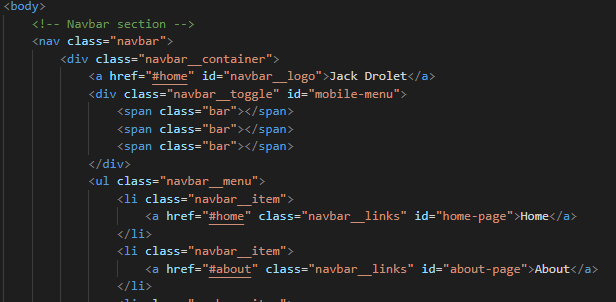 <body>
<!-- Navbar section -->
<nav class="navbar">
<div class="navbar__container">
<a href="#home" id="navbar__logo">Jack Drolet</a>
<div class="navbar__toggle" id="mobile-menu">
<span class="bar"></span>
<span class="bar"></span>
<span class="bar"></span>
</div>
<ul class="navbar__menu">
<li class="navbar__item">
<a href="#home" class="navbar__links" id="home-page">Home</a>
</li>
<li class="navbar__item">
<a href="#about" class="navbar__links" id="about-page">About</a>
</li>